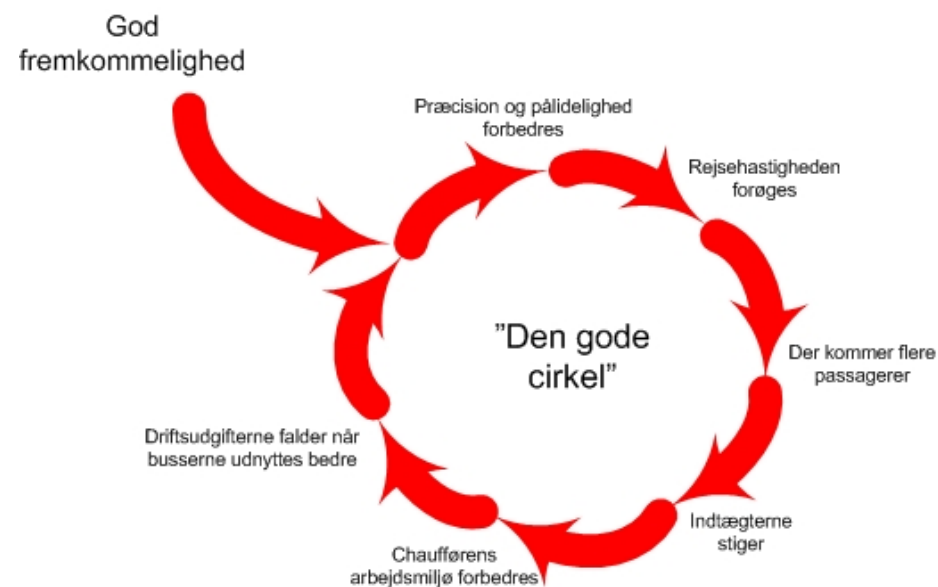 God
fremkommelighed
Præcision og pålidelighed
forbedres
Rejsehastigheden
forøges
"Den gode
cirkel"
Der kommer flere
passagerer
Indtægterne
stiger
Chaufførens
arbejdsmiljø forbedres
Driftsudgifterne falder når
busserne udnyttes bedre